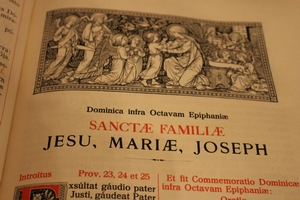 Dominica infra Octavam Epiphaniæ
SANCTÆ FAMILIÆ
JESU, MARIÆ, JOSEPH
Introitus Prov. 23, 24 et 25
Exsúltat gáudio pater
Justi, gáudeat Pater
Et fit Commemoratio Dominicæ
infra Octavam Epiphaniæ: